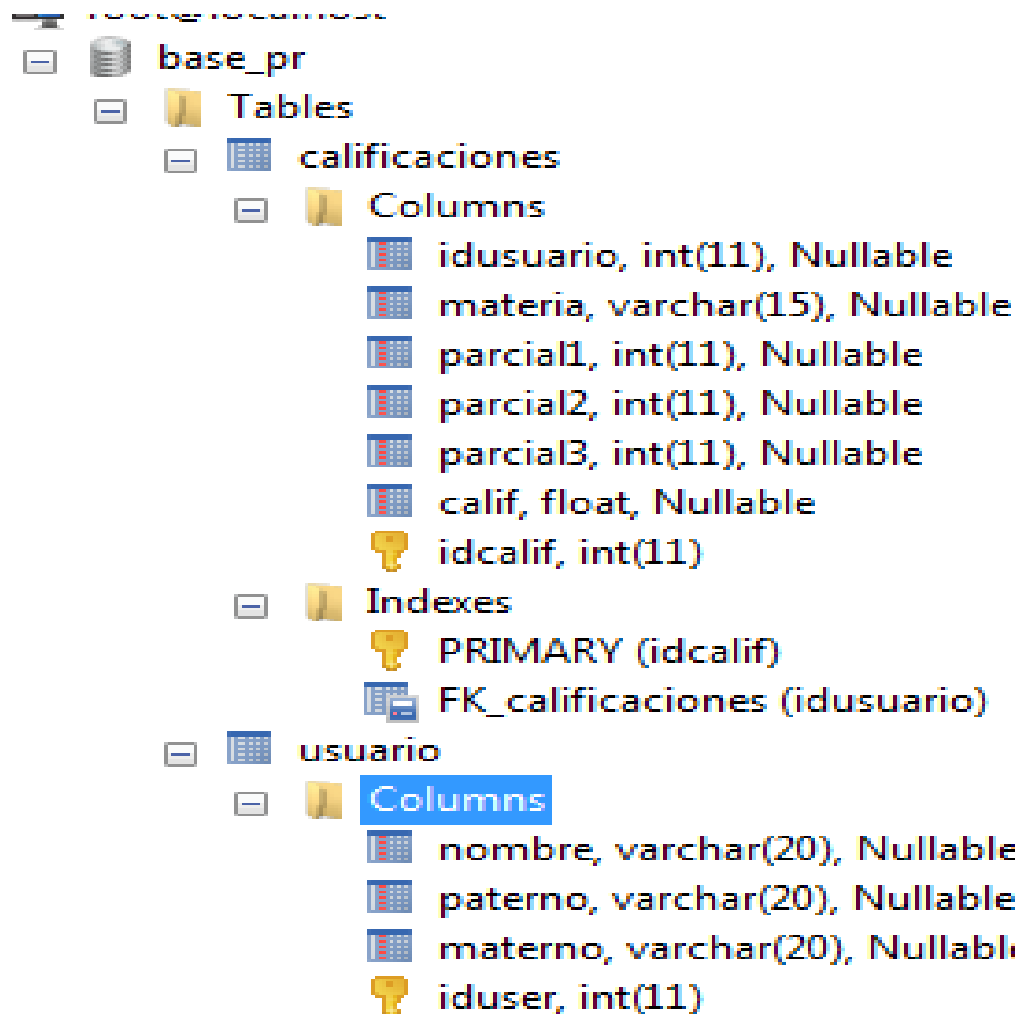 base_pr
Tables
calificaciones
Columns
idusuario, int(11), Nullable
materia, varchar(15), Nullable
parcial1, int(11), Nullable
parcial2, int(11), Nullable
parcial3, int(11), Nullable
calif, float, Nullable
idcalif, int(11)
Indexes
PRIMARY (idcalif)
FK_calificaciones (idusuario)
usuario
Columns
nombre, varchar(20), Nullable
paterno, varchar(20), Nullable
materno, varchar(20), Nullable
iduser, int(11)